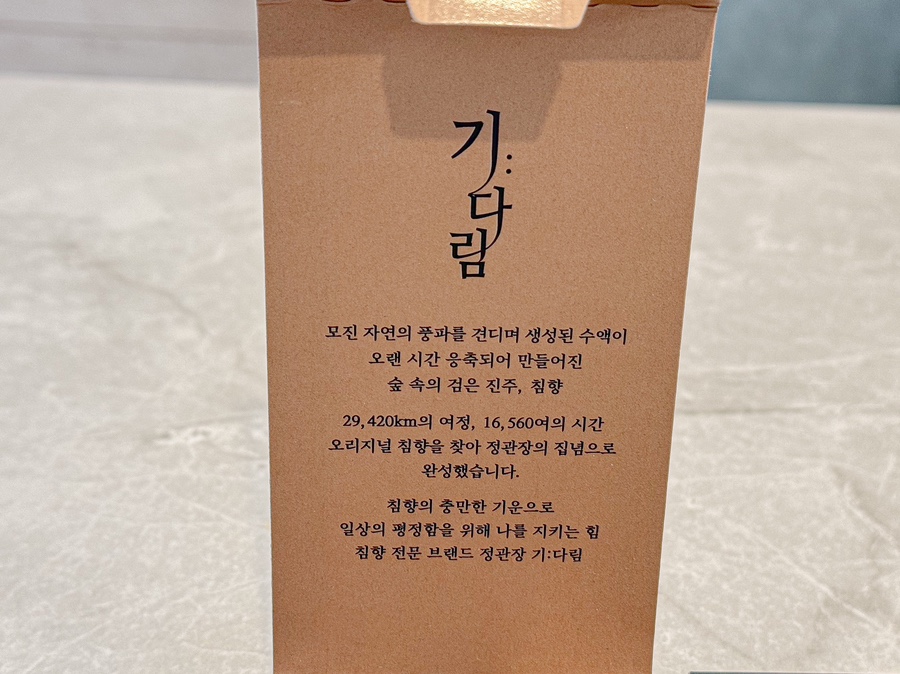 기:다림
모진 자연의 풍파를 견디며 생성된 수액이
오랜 시간 응축되어 만들어진
숲 속의 검은 진주, 침향
29,420km의 여정, 16,560여의 시간
오리지널 침향을 찾아 정관장의 집념으로
완성했습니다.
침향의 충만한 기운으로
일상의 평정함을 위해 나를 지키는 힘
침향 전문 브랜드 정관장 기:다림